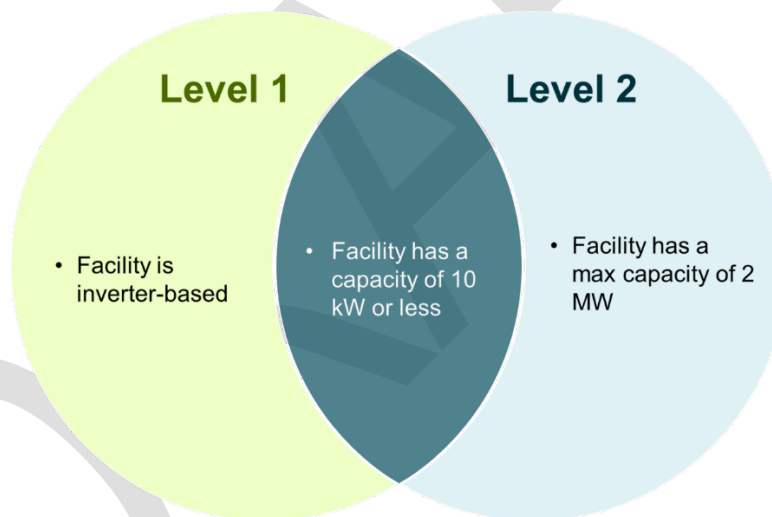 Level 1
Level 2
• Facility is
inverter-based
• Facility has a
capacity of 10
kW or less
• Facility has a
max capacity of 2
MW